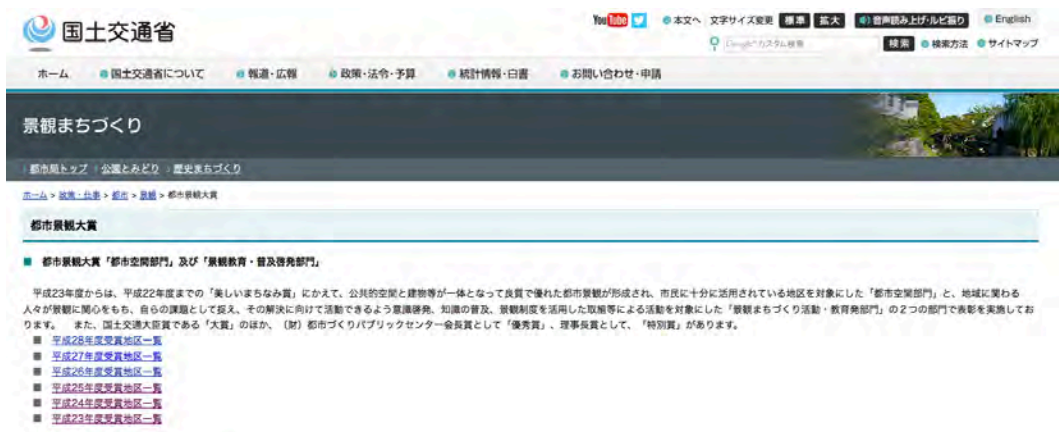 国土交通省
YouTube 本文へ 文字サイズ変更 標準 拡大 音声読み上げ・ルビ振り English
Google カスタム検索 検索 検索方法 サイトマップ
ホーム 国土交通省について 報道・広報 政策・法令・予算 統計情報・白書 お問い合わせ・申請
景観まちづくり
都市局トップ 公園とみどり 歴史まちづくり
ホーム > 政策・仕事 > 都市 > 景観 > 都市景観大賞
都市景観大賞
■ 都市景観大賞「都市空間部門」及び「景観教育・普及啓発部門」
平成23年度からは、平成22年度までの「美しいまちなみ賞」にかえて、公共的空間と建物等が一体となって良質で優れた都市景観が形成され、市民に十分に活用されている地区を対象にした「都市空間部門」と、地域に関わる
人々が景観に関心をもち、自らの課題として捉え、その解決に向けて活動できるよう意識啓発、知識の普及、景観制度を活用した取組等による活動を対象にした「景観まちづくり活動・教育発部門」の2つの部門で表彰を実施してお
ります。 また、国土交通大臣賞である「大賞」のほか、（財）都市づくりパブリックセンター会長賞として「優秀賞」、理事長賞として、「特別賞」があります。
■ 平成28年度受賞地区一覧
■ 平成27年度受賞地区一覧
■ 平成26年度受賞地区一覧
■ 平成25年度受賞地区一覧
■ 平成24年度受賞地区一覧
■ 平成23年度受賞地区一覧